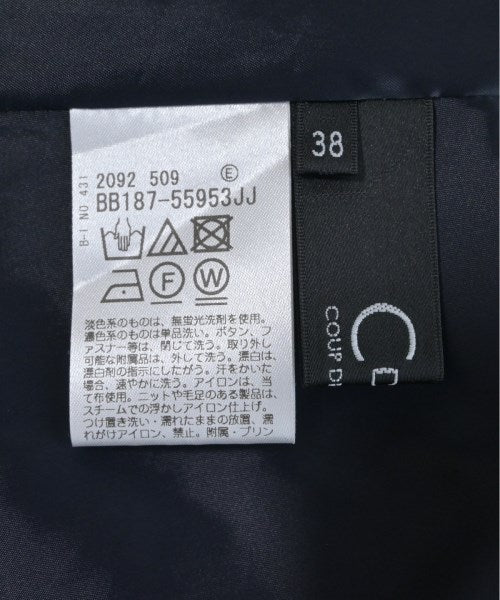 B-I NO.431
2092 509 E
BB187-55953JJ
F W
淡色系のものは、無蛍光洗剤を使用。
濃色系のものは単品洗い。ボタン、フ
ァスナー等は、閉じて洗う。取り外し
可能な附属品は、外して洗う。漂白は、
漂白剤の指示にしたがう。汗をかいた
場合、速やかに洗う。アイロンは、当
て布使用。ニットや毛足のある製品は、
スチームでの浮かしアイロン仕上げ。
つけ置き洗い・濡れたままの放置、濡
れがけアイロン、禁止。附属・プリン
38
COUP DE